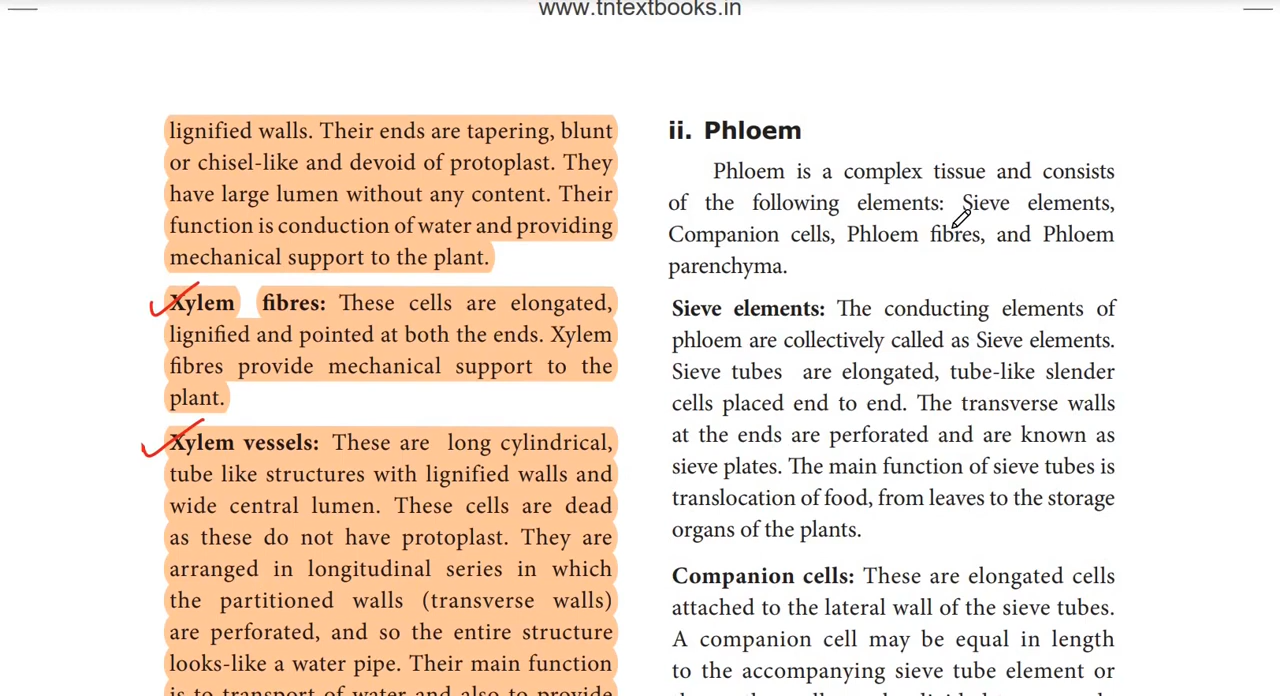 www.tntextbooks.in
lignified walls. Their ends are tapering, blunt
or chisel-like and devoid of protoplast. They
have large lumen without any content. Their
function is conduction of water and providing
mechanical support to the plant.
Xylem fibres: These cells are elongated,
lignified and pointed at both the ends. Xylem
fibres provide mechanical support to the
plant.
Xylem vessels: These are long cylindrical,
tube like structures with lignified walls and
wide central lumen. These cells are dead
as these do not have protoplast. They are
arranged in longitudinal series in which
the partitioned walls (transverse walls)
are perforated, and so the entire structure
looks-like a water pipe. Their main function
is to transport of water and also to provide
ii. Phloem
Phloem is a complex tissue and consists
of the following elements: Sieve elements,
Companion cells, Phloem fibres, and Phloem
parenchyma.
Sieve elements: The conducting elements of
phloem are collectively called as Sieve elements.
Sieve tubes are elongated, tube-like slender
cells placed end to end. The transverse walls
at the ends are perforated and are known as
sieve plates. The main function of sieve tubes is
translocation of food, from leaves to the storage
organs of the plants.
Companion cells: These are elongated cells
attached to the lateral wall of the sieve tubes.
A companion cell may be equal in length
to the accompanying sieve tube element or